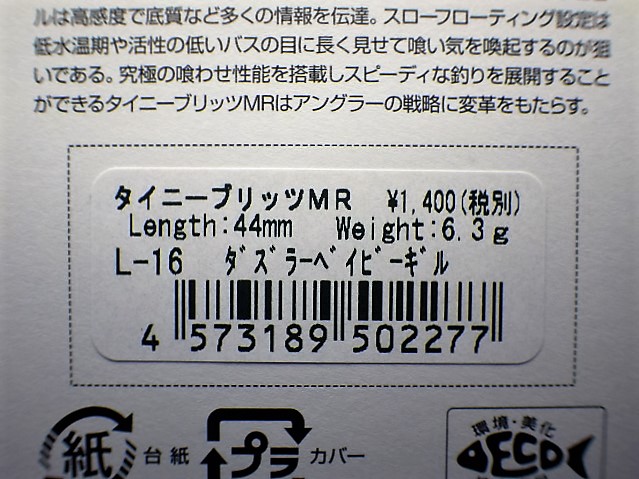 ルは高感度で底質など多くの情報を伝達。スローフローティング設定は
低水温期や活性の低いバスの目に長く見せて喰い気を喚起するのが狙
いである。究極の喰わせ性能を搭載しスピーディな釣りを展開すること
ができるタイニーブリッツMRはアングラーの戦略に変革をもたらす。
タイニーブリッツMR ¥1,400(税別)
Length:44mm Weight:6.3g
L-16 ﾀﾞｽﾞﾗｰﾍﾞｲﾋﾞｰｷﾞﾙ
4 573189 502277
紙 台紙 プラ カバー
環境・美化
DECO